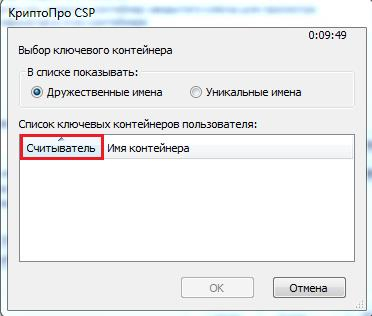 КриптоПро CSP
0:09:49
Выбор ключевого контейнера
В списке показывать:
Дружественные имена
Уникальные имена
Список ключевых контейнеров пользователя:
Считыватель Имя контейнера
OK
Отмена